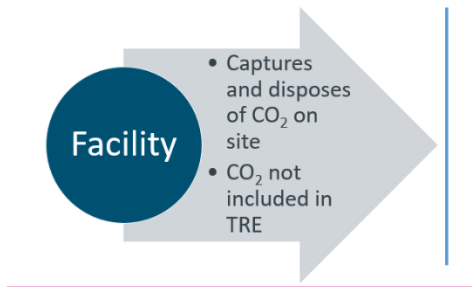 Facility
• Captures
and disposes
of CO₂ on
site
• CO₂ not
included in
TRE